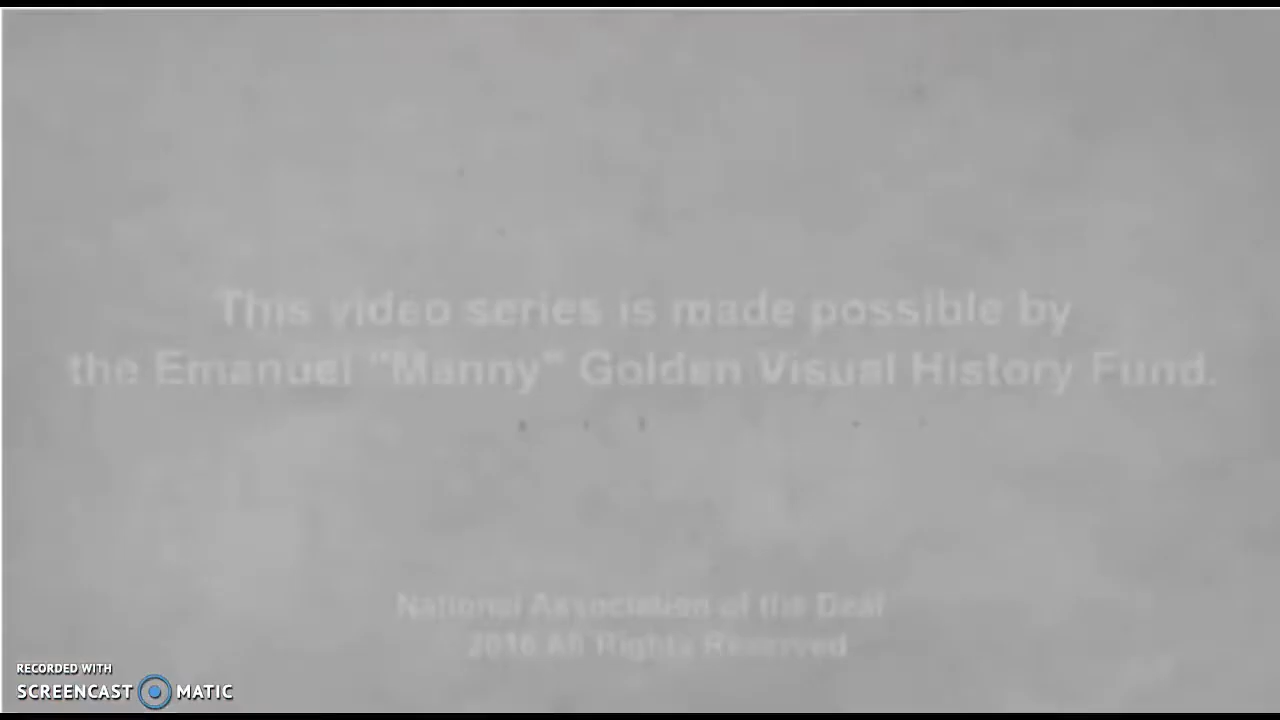 This video series is made possible by
the Emanuel "Manny" Golden Visual History Fund.
National Association of the Deaf
2016 All Rights Reserved
RECORDED WITH
SCREENCAST MATIC